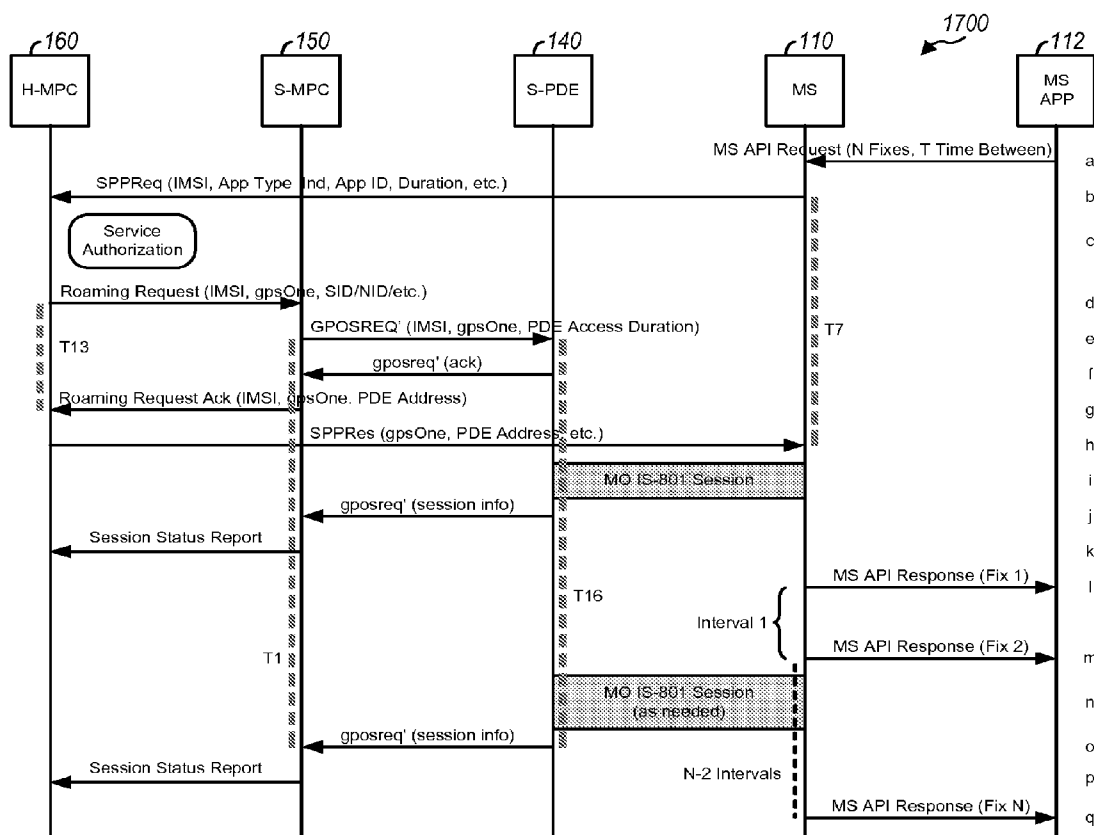 1700
160
150
140
110
112
H-MPC
S-MPC
S-PDE
MS
MS
APP
MS API Request (N Fixes, T Time Between)
a
SPPReq (IMSI, App Type Ind, App ID, Duration, etc.)
b
Service
Authorization
c
Roaming Request (IMSI, gpsOne, SID/NID/etc.)
d
GPOSREQ' (IMSI, gpsOne, PDE Access Duration)
T7
e
T13
gposreq' (ack)
f
Roaming Request Ack (IMSI, gpsOne. PDE Address)
g
SPPRes (gpsOne, PDE Address, etc.)
h
MO IS-801 Session
i
gposreq' (session info)
j
Session Status Report
k
MS API Response (Fix 1)
l
T16
Interval 1
MS API Response (Fix 2)
T1
m
MO IS-801 Session
(as needed)
n
gposreq' (session info)
o
Session Status Report
N-2 Intervals
p
MS API Response (Fix N)
q